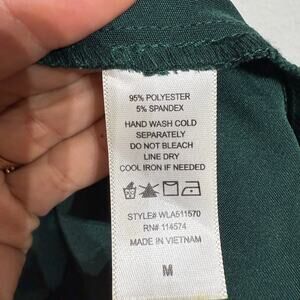 95% POLYESTER
5% SPANDEX
HAND WASH COLD
SEPARATELY
DO NOT BLEACH
LINE DRY
COOL IRON IF NEEDED
STYLE# WLA511570
RN# 114574
MADE IN VIETNAM
M